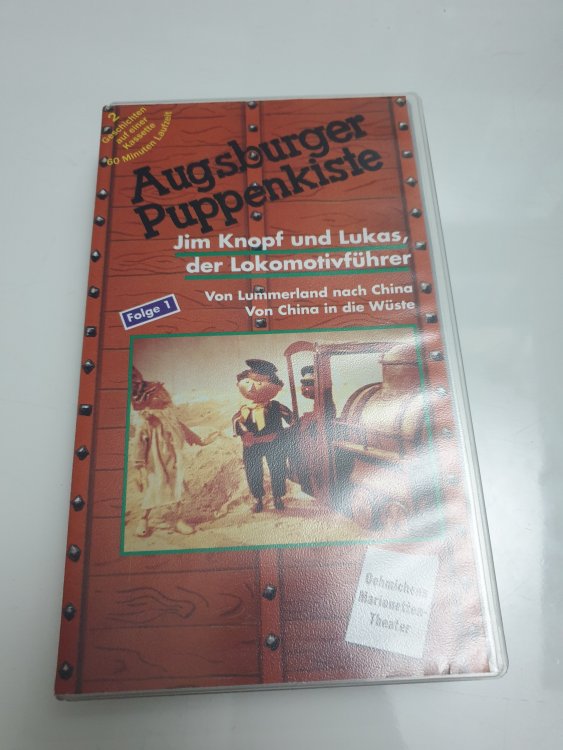 2
Geschichten
auf einer
Kassette
60 Minuten Laufzeit
Augsburger
Puppenkiste
Jim Knopf und Lukas,
der Lokomotivführer
Von Lummerland nach China
Von China in die Wüste
Folge 1
Oehmichens
Marionetten-
Theater